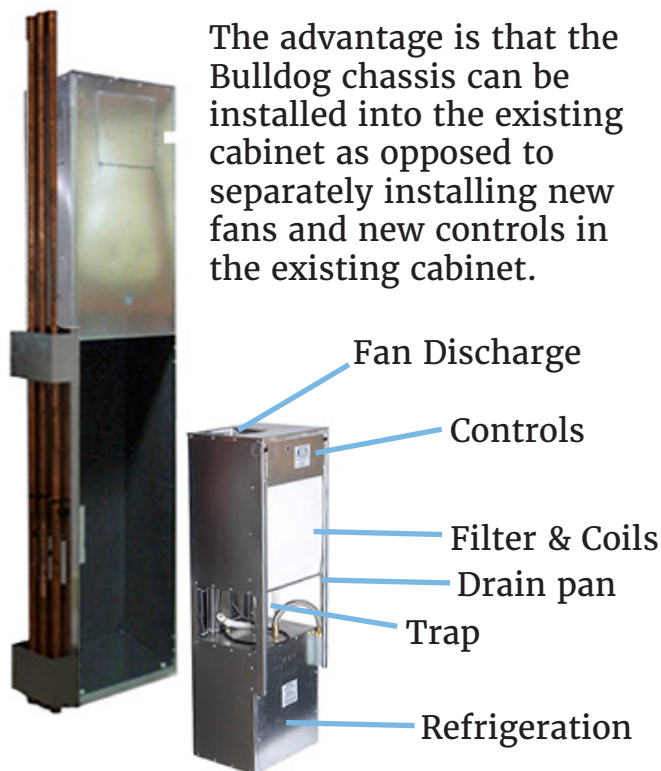 The advantage is that the
Bulldog chassis can be
installed into the existing
cabinet as opposed to
separately installing new
fans and new controls in
the existing cabinet.
Fan Discharge
Controls
Filter & Coils
Drain pan
Trap
Refrigeration